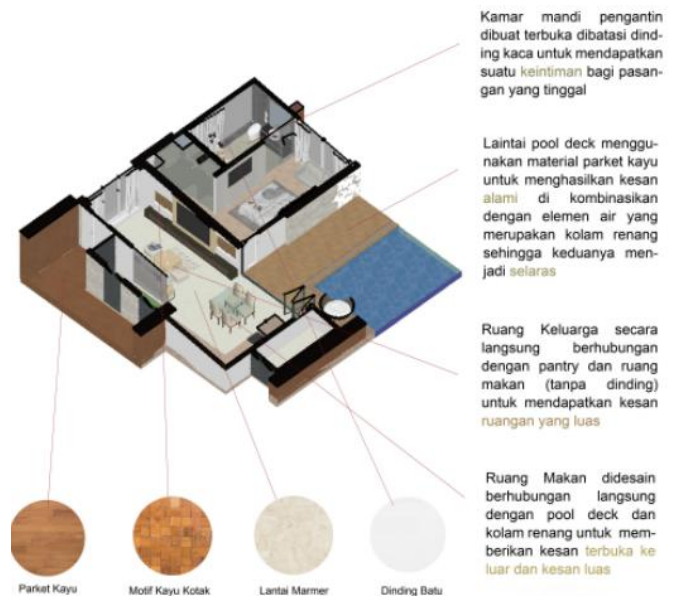 Kamar mandi pengantin
dibuat terbuka dibatasi dind-
ing kaca untuk mendapatkan
suatu keintiman bagi pasan-
gan yang tinggal
Laintai pool deck menggu-
nakan material parket kayu
untuk menghasilkan kesan
alami di kombinasikan
dengan elemen air yang
merupakan kolam renang
sehingga keduanya men-
jadi selaras
Ruang Keluarga secara
langsung berhubungan
dengan pantry dan ruang
makan (tanpa dinding)
untuk mendapatkan kesan
ruangan yang luas
Ruang Makan didesain
berhubungan langsung
dengan pool deck dan
kolam renang untuk mem-
berikan kesan terbuka ke
luar dan kesan luas
Parket Kayu
Motif Kayu Kotak
Lantai Marmer
Dinding Batu